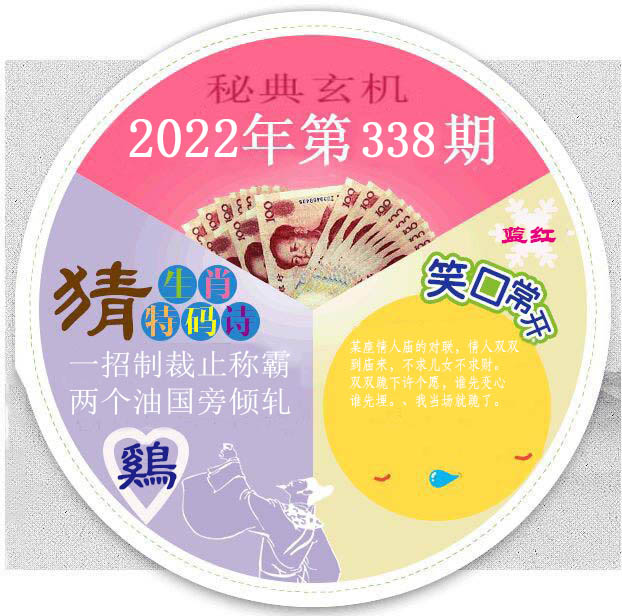 秘典玄机
2022年第338期
蓝红
猜生肖
特码诗
一招制裁止称霸
两个油国旁倾轧
鷄
笑口常开
某座情人庙的对联，情人双双
到庙来，不求儿女不求财。
双双跪下许个愿，谁先变心
谁先埋。、我当场就跪了。
100